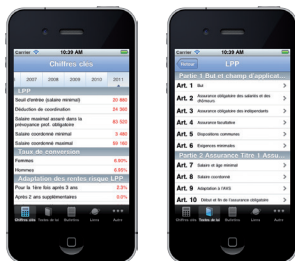 Carrier 10:39 AM
Chiffres clés
2007 2008 2009 2010 2011
LPP
Seuil d'entrée (salaire minimal) 20 880
Déduction de coordination 24 360
Salaire maximal assuré dans la
prévoyance prof. obligatoire 83 520
Salaire coordonné minimal 3 480
Salaire coordonné maximal 59 160
Taux de conversion
Femmes 6.90%
Hommes
Adaptation des rentes risque LPP
Pour la 1ère fois après 3 ans 2.3%
Après 2 ans supplémentaires 0.0%
Chiffres clés Textes de loi Bulletins Liens Autre
Carrier 10:39 AM
Retour LPP
Partie 1 But et champ d'applicat...
Art. 1 But
Art. 2 Assurance obligatoire des salariés et des
chômeurs
Art. 3 Assurance obligatoire des indépendants
Art. 4 Assurance facultative
Art. 5 Dispositions communes
Art. 6 Exigences minimales
Partie 2 Assurance Titre 1 Assu...
Art. 7 Salaire et âge minimal
Art. 8 Salaire coordonné
Art. 9 Adaptation à l'AVS
Art. 10 Début et fin de l'assurance obligatoire
Chiffres clés Textes de loi Bulletins Liens Autre